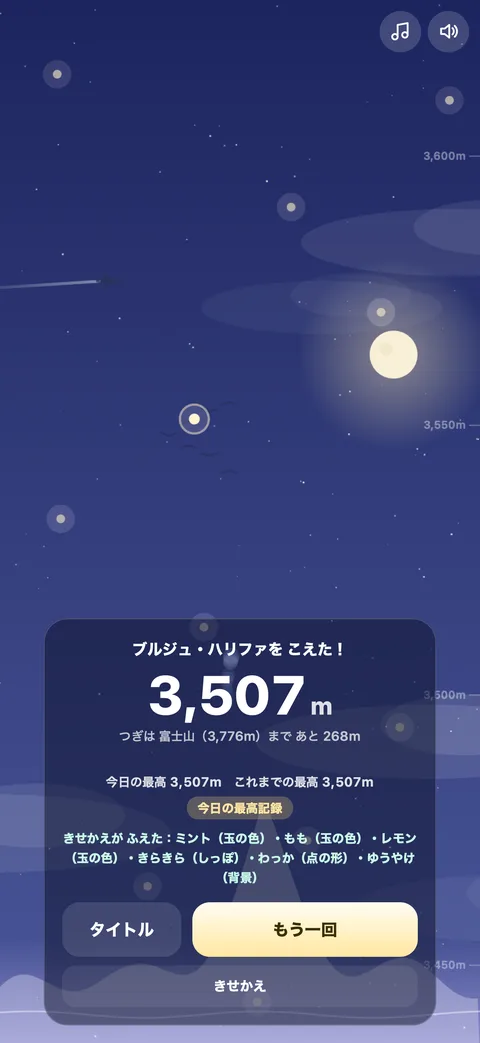 3,600m
3,550m
ブルジュ・ハリファを こえた！
3,507 m
3,500m
つぎは 富士山（3,776m）まで あと 268m
今日の最高 3,507m これまでの最高 3,507m
今日の最高記録
きせかえが ふえた：ミント（玉の色）・もも（玉の色）・レモン
（玉の色）・きらきら（しっぽ）・わっか（点の形）・ゆうやけ
（背景）
タイトル
もう一回
3,450m
きせかえ